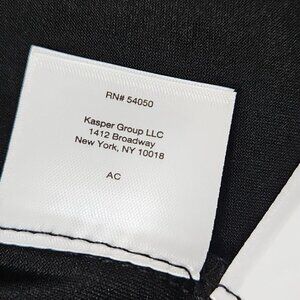 RN# 54050
Kasper Group LLC
1412 Broadway
New York, NY 10018
AC